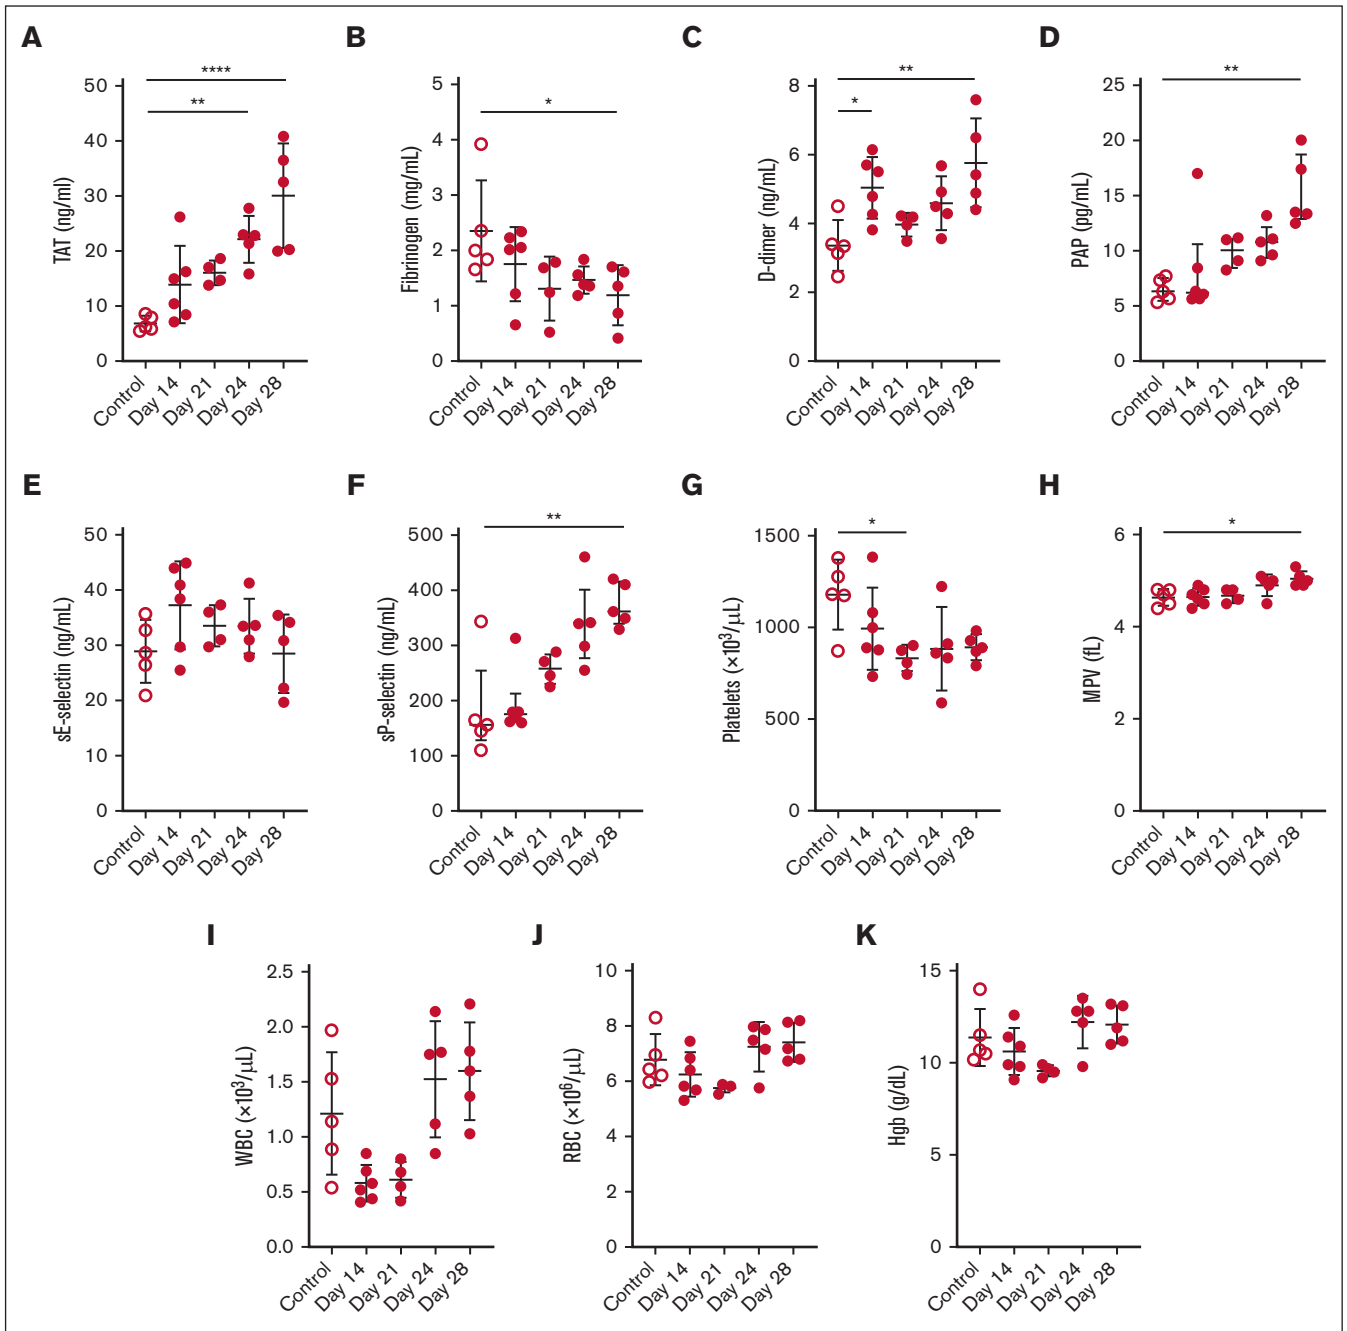 A
TAT (ng/ml)
50
40
30
20
10
0
****
**
Control
Day 14
Day 21
Day 24
Day 28
B
Fibrinogen (mg/mL)
5
4
3
2
1
0
*
Control
Day 14
Day 21
Day 24
Day 28
C
D-dimer (ng/mL)
8
6
4
2
0
**
*
Control
Day 14
Day 21
Day 24
Day 28
D
PAP (pg/mL)
25
20
15
10
5
0
**
Control
Day 14
Day 21
Day 24
Day 28
E
sE-selectin (ng/mL)
50
40
30
20
10
0
Control
Day 14
Day 21
Day 24
Day 28
F
sP-selectin (ng/mL)
500
400
300
200
100
0
**
Control
Day 14
Day 21
Day 24
Day 28
G
Platelets (×10³/µL)
1500
1000
500
0
*
Control
Day 14
Day 21
Day 24
Day 28
H
MPV (fL)
6
4
2
0
*
Control
Day 14
Day 21
Day 24
Day 28
I
WBC (×10³/µL)
2.5
2.0
1.5
1.0
0.5
0.0
Control
Day 14
Day 21
Day 24
Day 28
J
RBC (×10⁶/µL)
10
8
6
4
2
0
Control
Day 14
Day 21
Day 24
Day 28
K
Hgb (g/dL)
15
10
5
0
Control
Day 14
Day 21
Day 24
Day 28